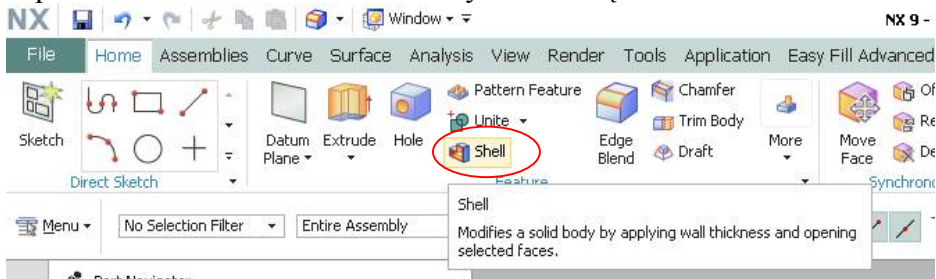 NX Window NX 9 -
File Home Assemblies Curve Surface Analysis View Render Tools Application Easy Fill Advanced
Sketch
Datum Plane
Extrude
Hole
Pattern Feature
Unite
Shell
Edge Blend
Chamfer
Trim Body
Draft
More
Move Face
Of
Re
De
Direct Sketch Feature Synchrono
Menu No Selection Filter Entire Assembly
Shell
Modifies a solid body by applying wall thickness and opening
selected faces.